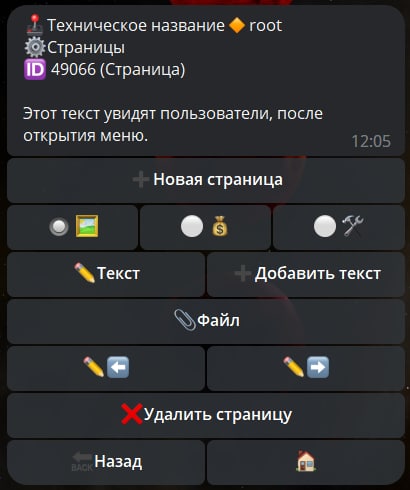 🕹Техническое название🔸root
⚙️Страницы
🆔 49066 (Страница)
Этот текст увидят пользователи, после
открытия меню.
12:05
➕Новая страница
🔘🖼 ⚪️💰 ⚪️🛠
✏️Текст ➕Добавить текст
📎Файл
✏️⬅️ ✏️➡️
❌Удалить страницу
🔙Назад 🏠